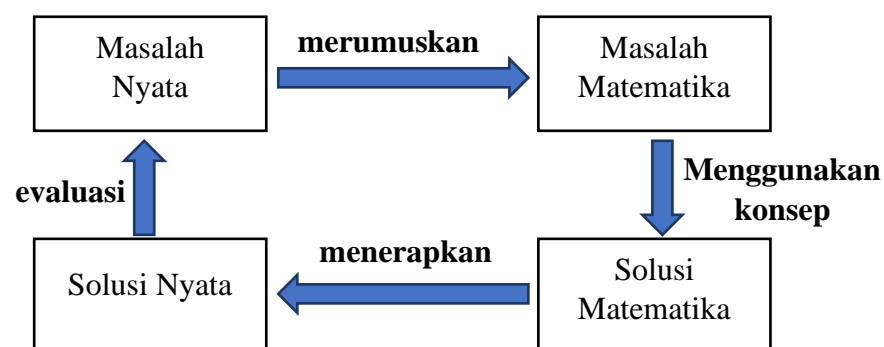 Masalah
Nyata
merumuskan
Masalah
Matematika
evaluasi
Menggunakan
konsep
Solusi Nyata
menerapkan
Solusi
Matematika